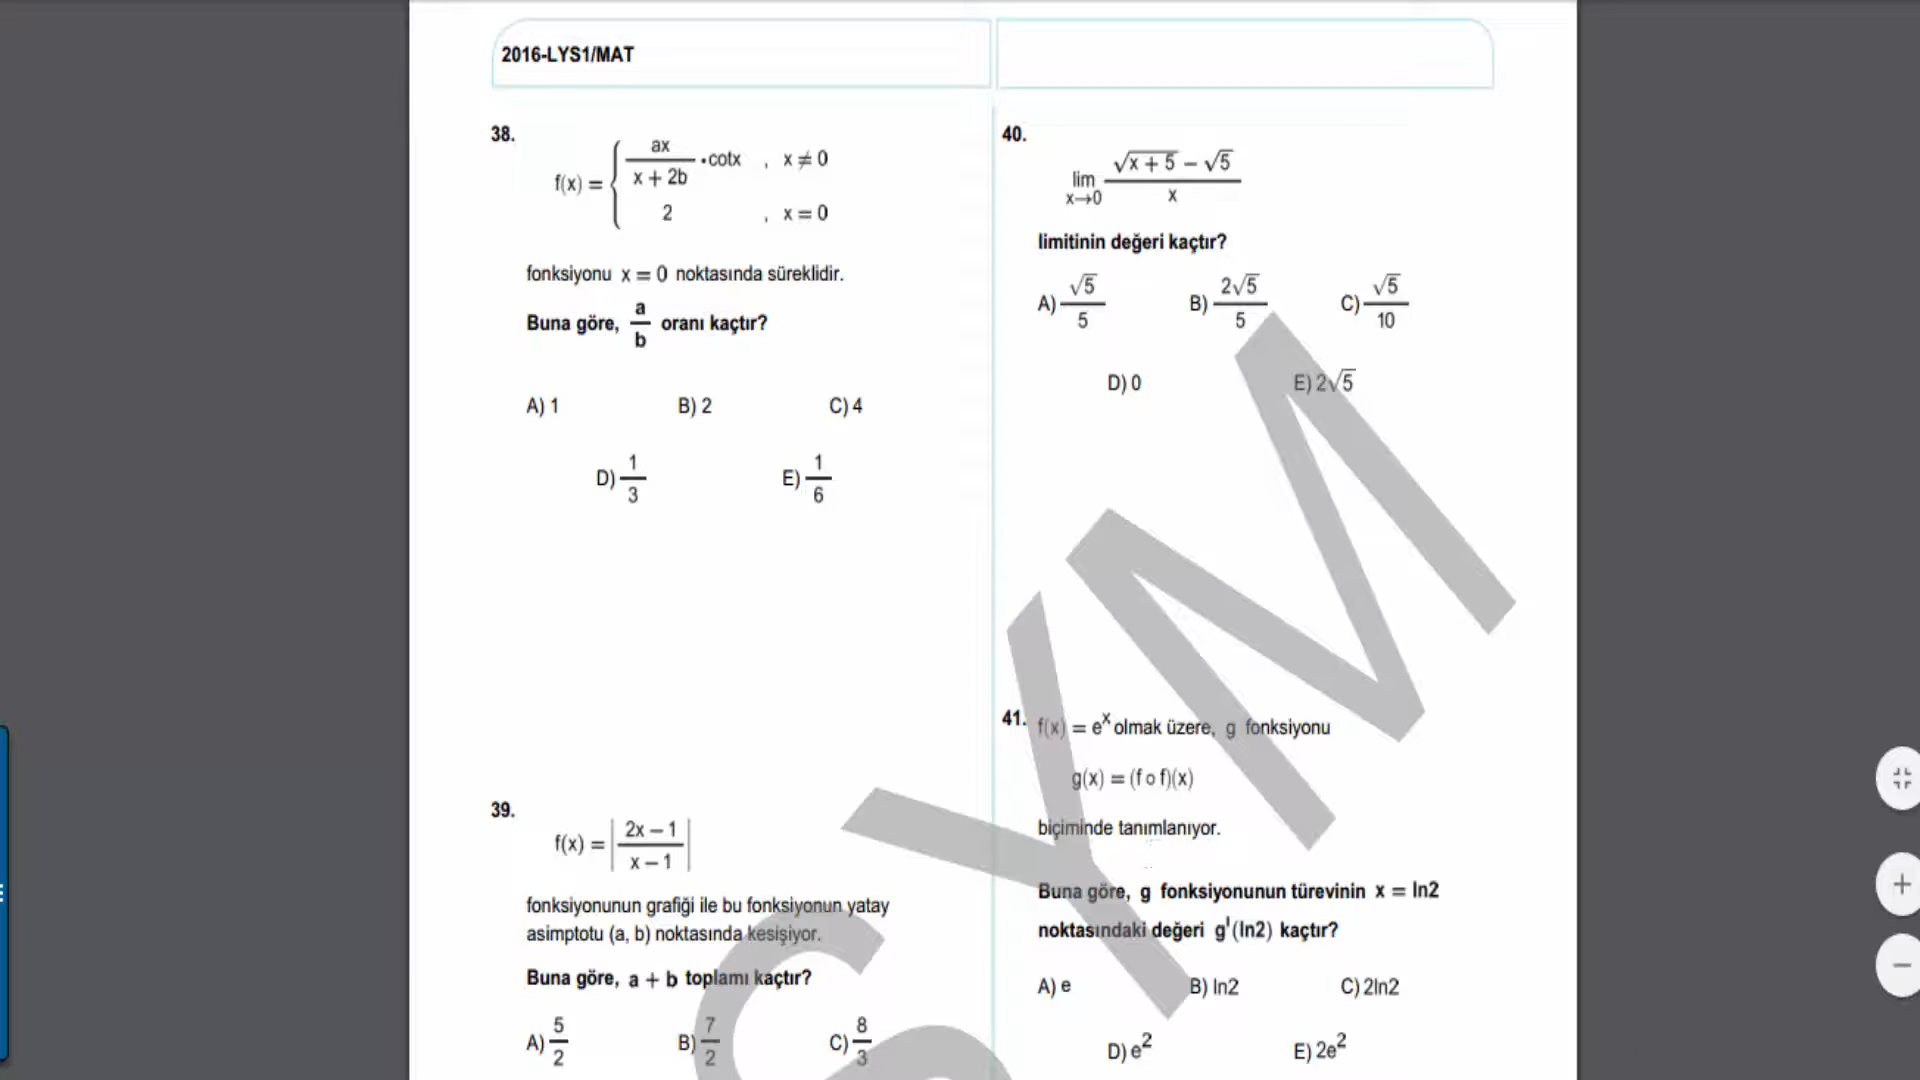 2016-LYS1/MAT
38.
f(x) = { ax / (x + 2b) • cotx , x ≠ 0
2 , x = 0
fonksiyonu x = 0 noktasında süreklidir.
Buna göre, a/b oranı kaçtır?
A) 1 B) 2 C) 4
D) 1/3 E) 1/6
39.
f(x) = | (2x − 1) / (x − 1) |
fonksiyonunun grafiği ile bu fonksiyonun yatay
asimptotu (a, b) noktasında kesişiyor.
Buna göre, a + b toplamı kaçtır?
A) 5/2 B) 7/2 C) 8/3
40.
lim x→0 (√(x + 5) − √5) / x
limitinin değeri kaçtır?
A) √5/5 B) 2√5/5 C) √5/10
D) 0 E) 2√5
41. f(x) = eˣ olmak üzere, g fonksiyonu
g(x) = (f o f)(x)
biçiminde tanımlanıyor.
Buna göre, g fonksiyonunun türevinin x = ln2
noktasındaki değeri g'(ln2) kaçtır?
A) e B) ln2 C) 2ln2
D) e² E) 2e²
SYM